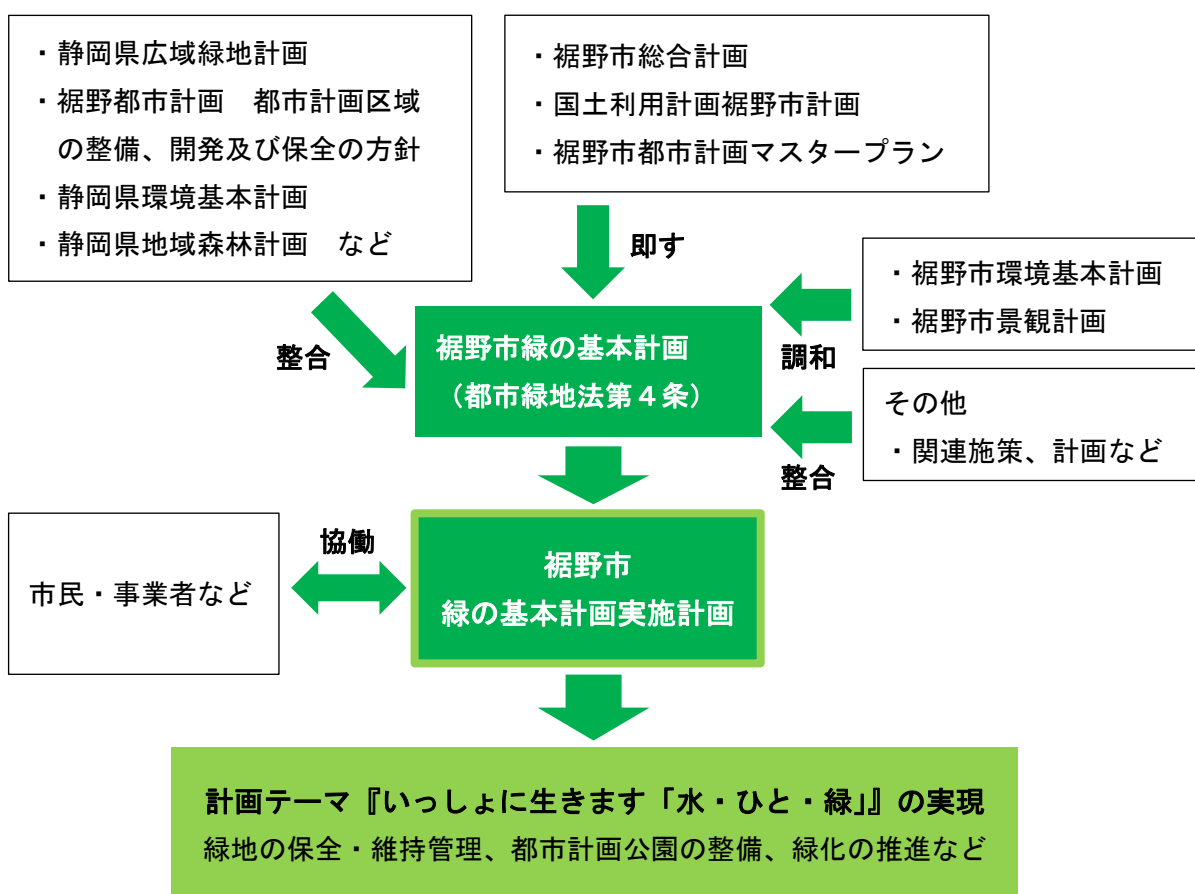 ・静岡県広域緑地計画
・裾野都市計画　都市計画区域
の整備、開発及び保全の方針
・静岡県環境基本計画
・静岡県地域森林計画　など
・裾野市総合計画
・国土利用計画裾野市計画
・裾野市都市計画マスタープラン
即す
・裾野市環境基本計画
・裾野市景観計画
整合
裾野市緑の基本計画
（都市緑地法第４条）
調和
その他
・関連施策、計画など
整合
市民・事業者など
協働
裾野市
緑の基本計画実施計画
計画テーマ『いっしょに生きます「水・ひと・緑」』の実現
緑地の保全・維持管理、都市計画公園の整備、緑化の推進など